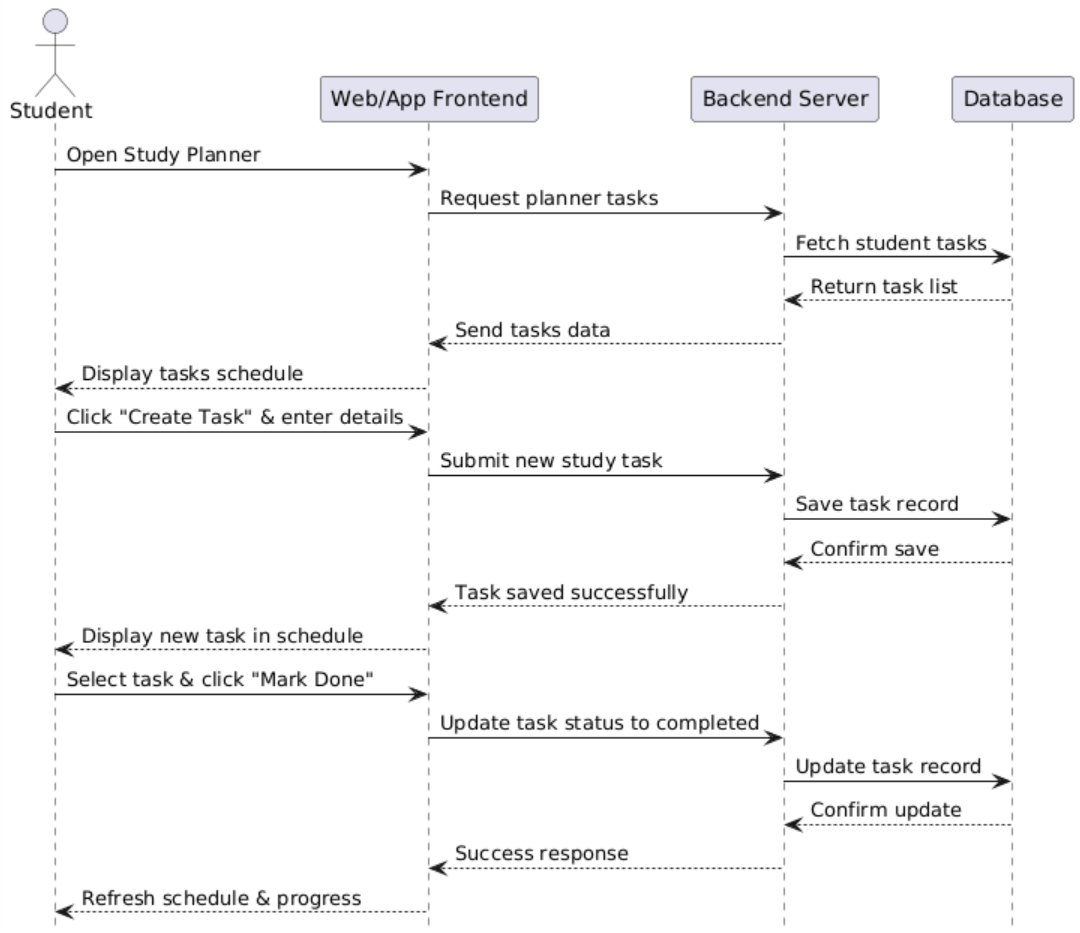 Student
Web/App Frontend
Backend Server
Database
Open Study Planner
Request planner tasks
Fetch student tasks
Return task list
Send tasks data
Display tasks schedule
Click "Create Task" & enter details
Submit new study task
Save task record
Confirm save
Task saved successfully
Display new task in schedule
Select task & click "Mark Done"
Update task status to completed
Update task record
Confirm update
Success response
Refresh schedule & progress